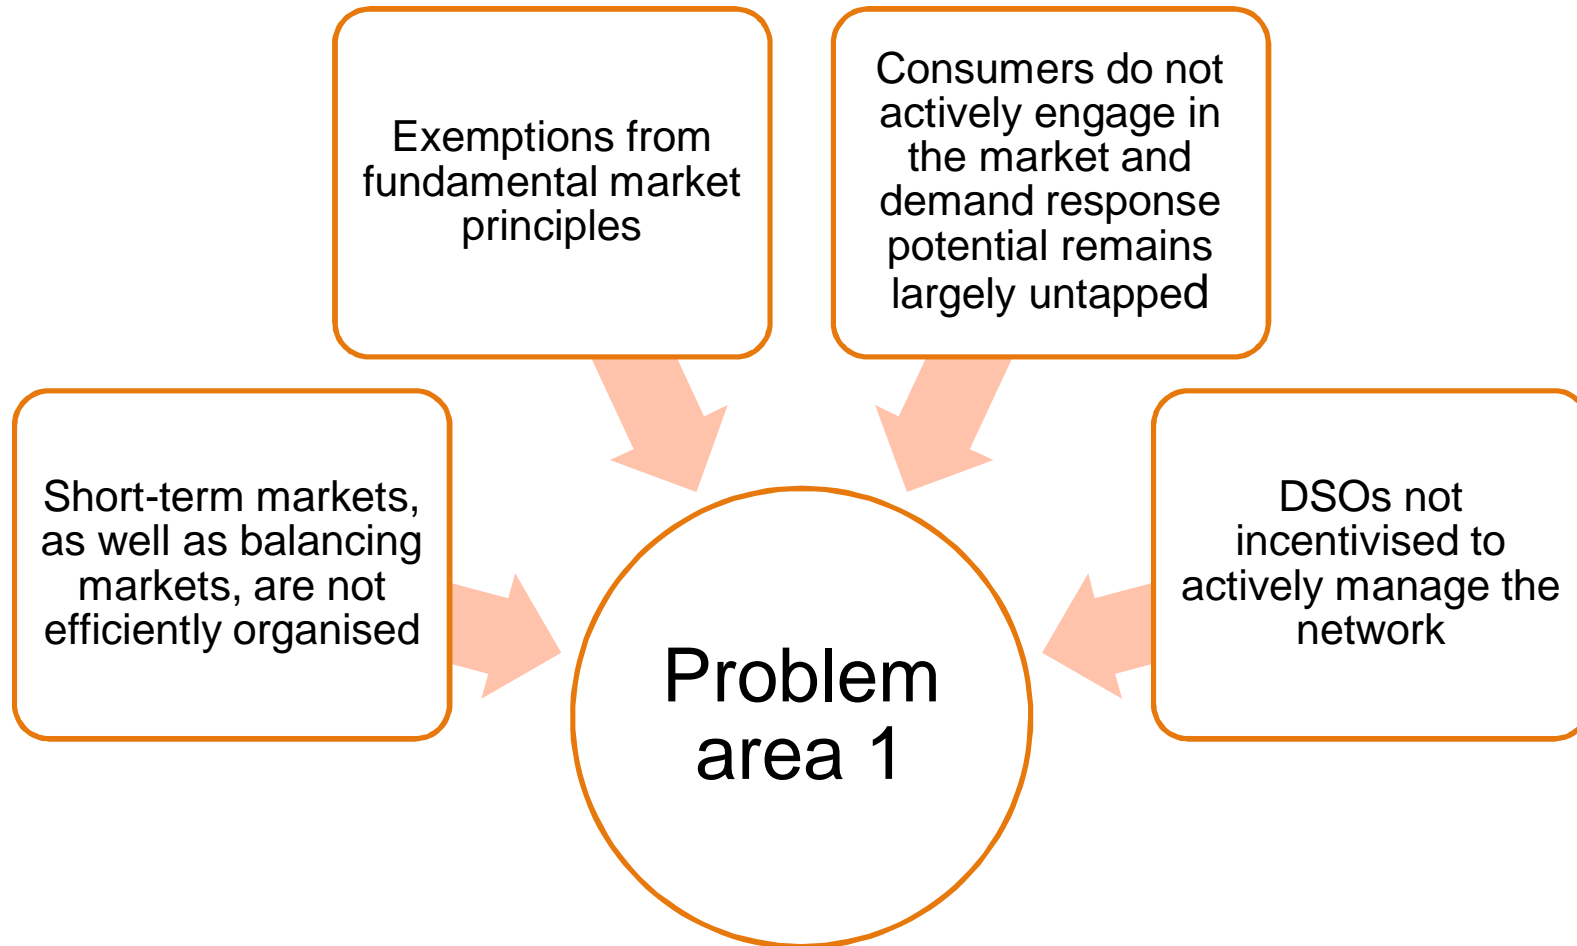 Exemptions from
fundamental market
principles
Consumers do not
actively engage in
the market and
demand response
potential remains
largely untapped
Short-term markets,
as well as balancing
markets, are not
efficiently organised
DSOs not
incentivised to
actively manage the
network
Problem
area 1